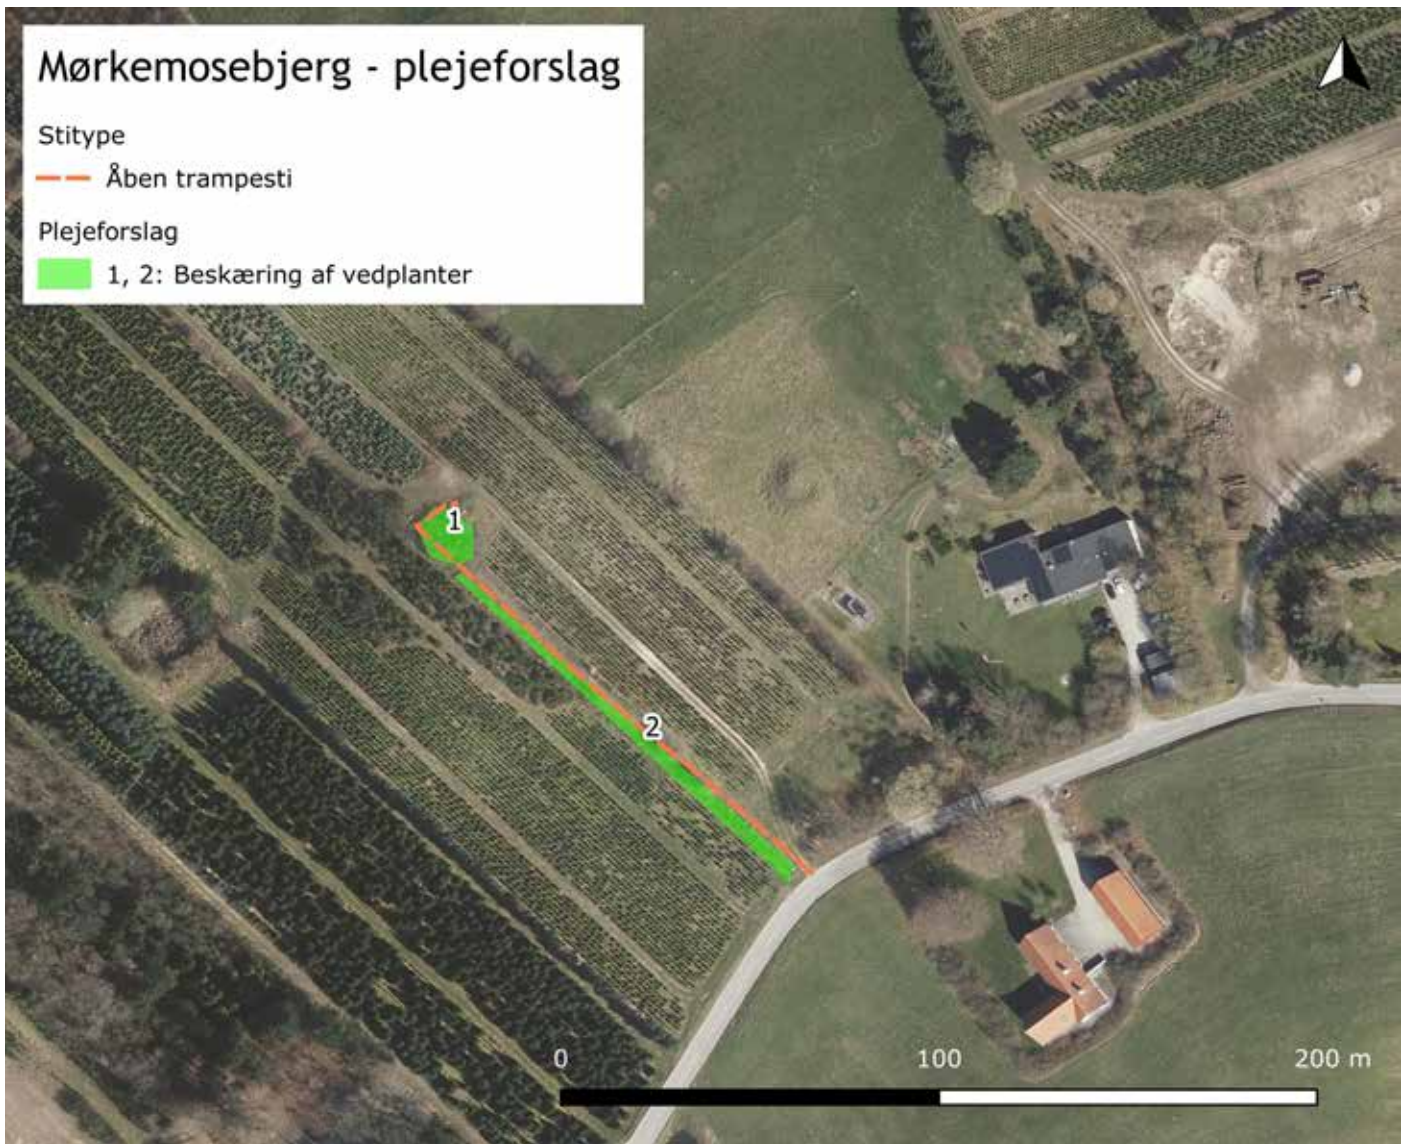 Mørkemosebjerg - plejeforslag
Stitype
Åben trampesti
Plejeforslag
1, 2: Beskæring af vedplanter
1
2
0 100 200 m